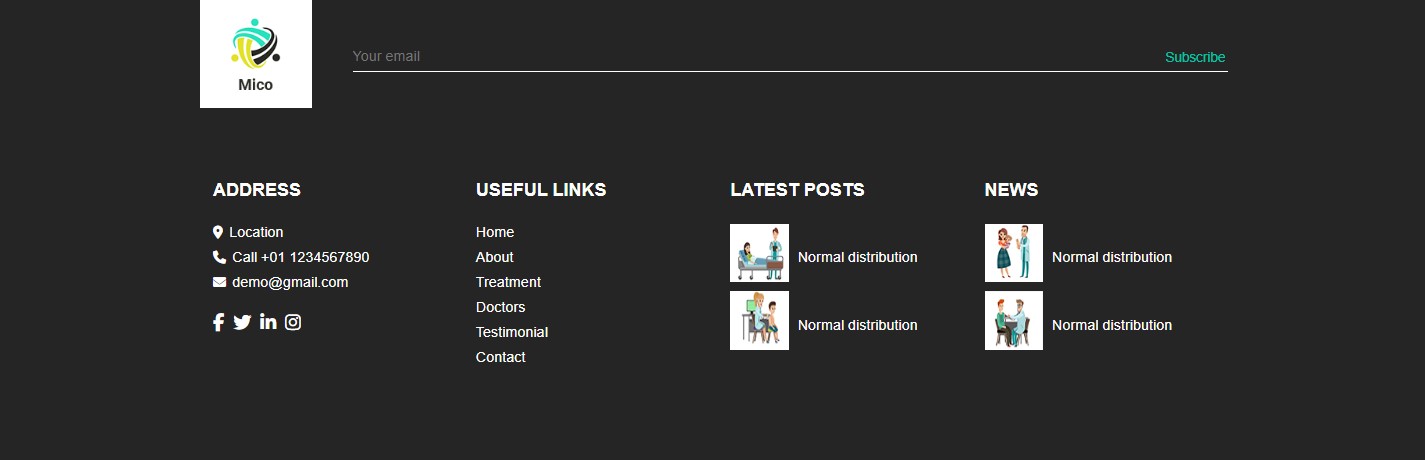 Mico
Your email
Subscribe
ADDRESS
Location
Call +01 1234567890
demo@gmail.com
USEFUL LINKS
Home
About
Treatment
Doctors
Testimonial
Contact
LATEST POSTS
Normal distribution
Normal distribution
NEWS
Normal distribution
Normal distribution